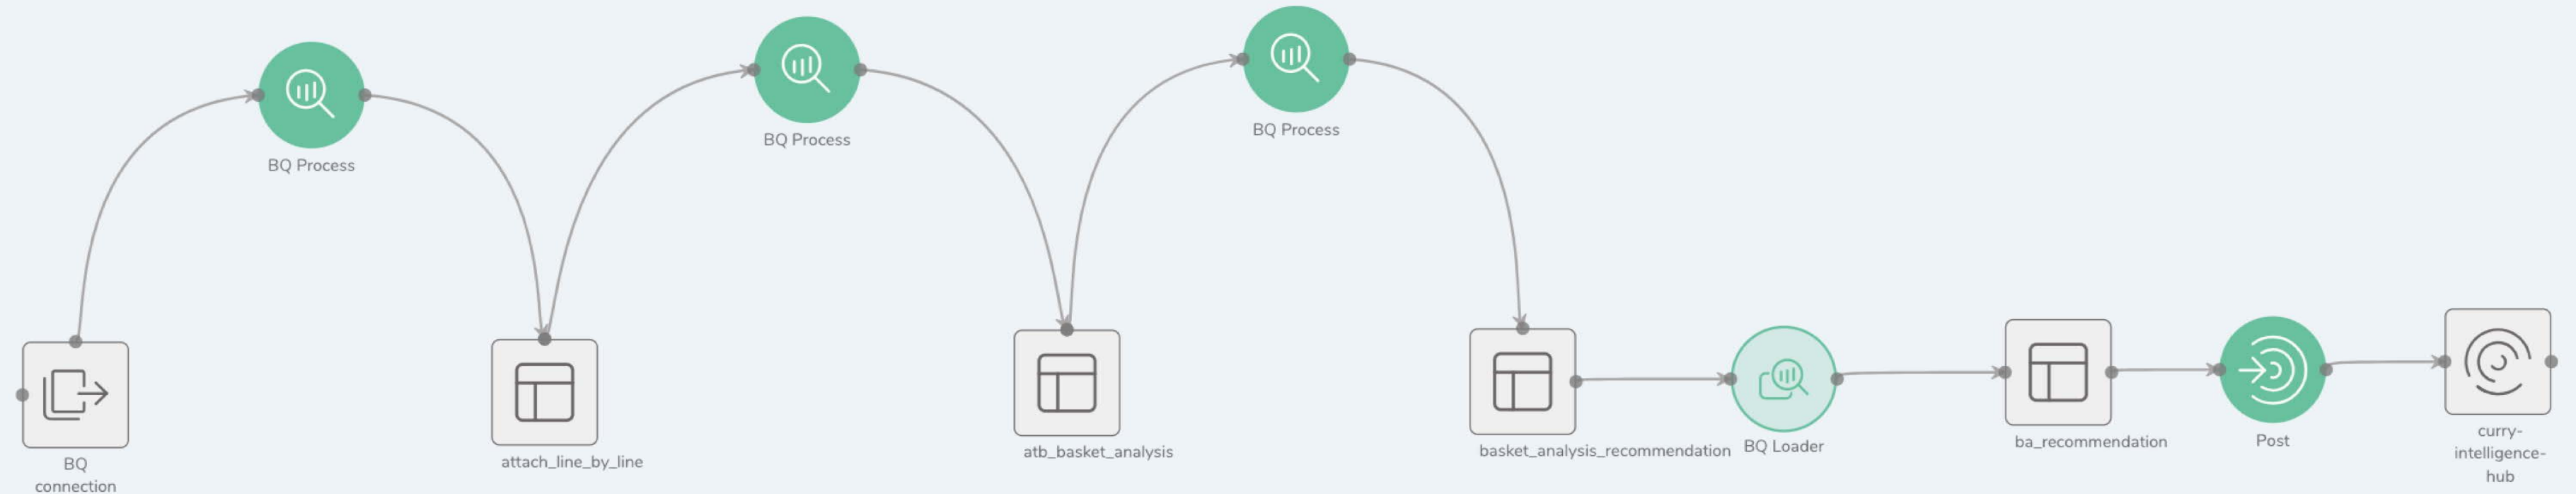 BQ Process
BQ Process
BQ Process
BQ
connection
attach_line_by_line
atb_basket_analysis
basket_analysis_recommendation
BQ Loader
ba_recommendation
Post
curry-
intelligence-
hub